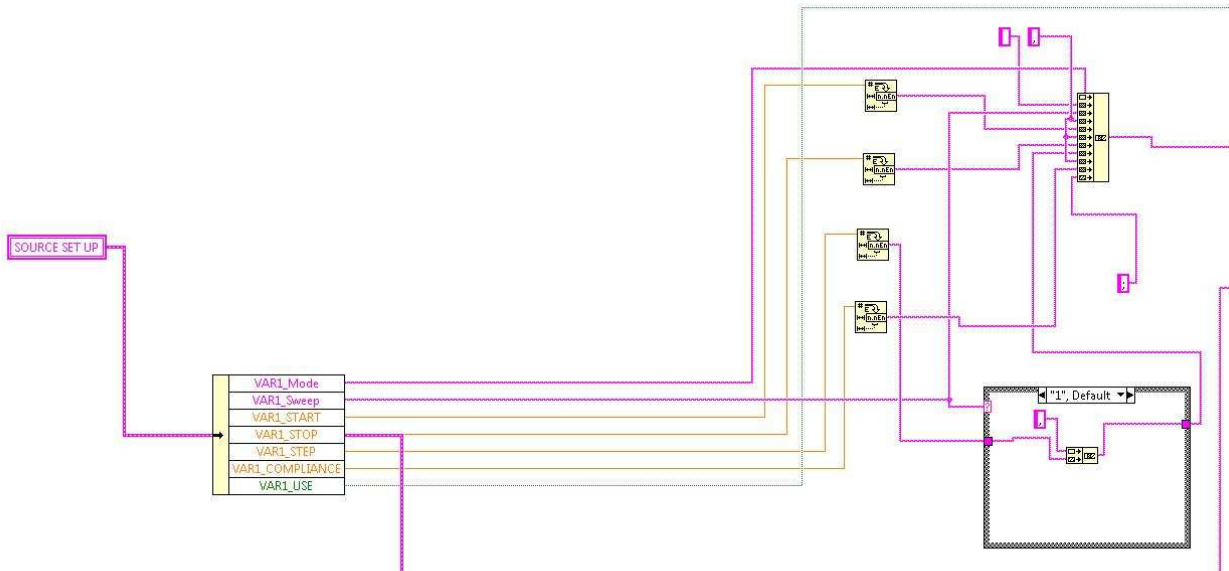 SOURCE SET UP
VAR1_Mode
VAR1_Sweep
VAR1_START
VAR1_STOP
VAR1_STEP
VAR1_COMPLIANCE
VAR1_USE
"1", Default